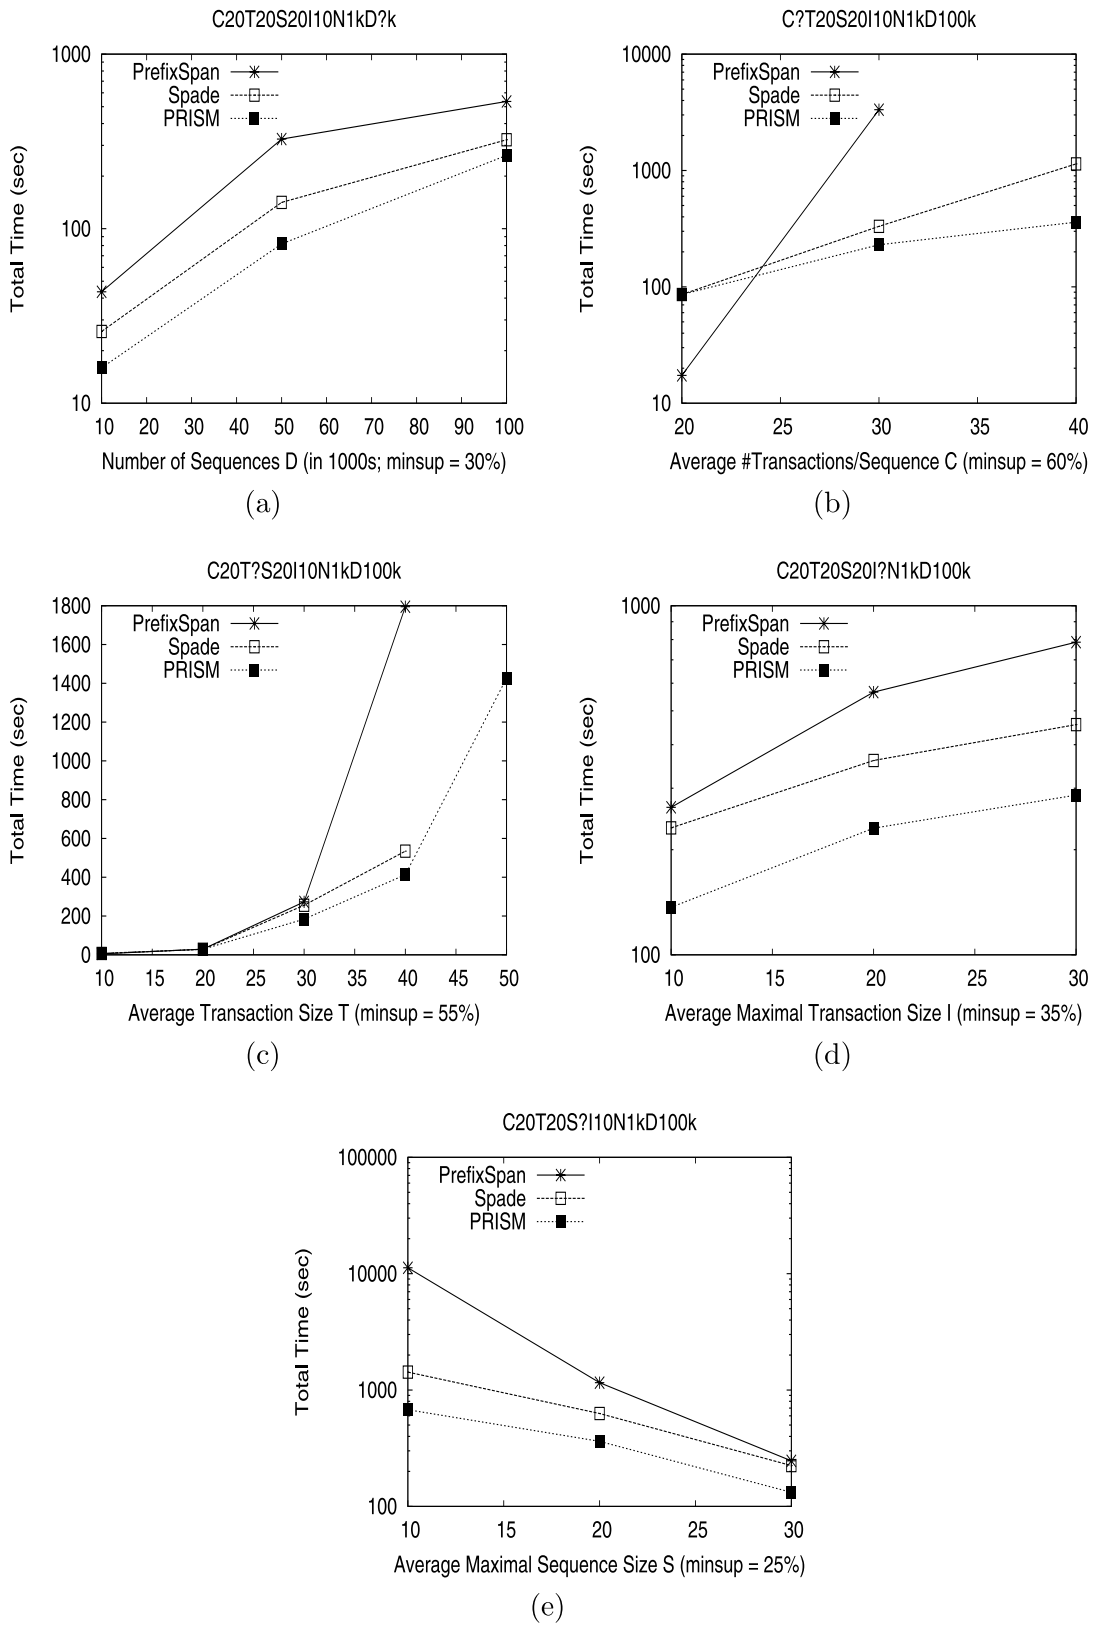 C20T20S20I10N1kD?k
1000
100
10
Total Time (sec)
PrefixSpan
Spade
PRISM
10 20 30 40 50 60 70 80 90 100
Number of Sequences D (in 1000s; minsup = 30%)
(a)
C?T20S20I10N1kD100k
10000
1000
100
10
Total Time (sec)
PrefixSpan
Spade
PRISM
20 25 30 35 40
Average #Transactions/Sequence C (minsup = 60%)
(b)
C20T?S20I10N1kD100k
1800
1600
1400
1200
1000
800
600
400
200
0
Total Time (sec)
PrefixSpan
Spade
PRISM
10 15 20 25 30 35 40 45 50
Average Transaction Size T (minsup = 55%)
(c)
C20T20S20I?N1kD100k
1000
100
Total Time (sec)
PrefixSpan
Spade
PRISM
10 15 20 25 30
Average Maximal Transaction Size I (minsup = 35%)
(d)
C20T20S?I10N1kD100k
100000
10000
1000
100
Total Time (sec)
PrefixSpan
Spade
PRISM
10 15 20 25 30
Average Maximal Sequence Size S (minsup = 25%)
(e)